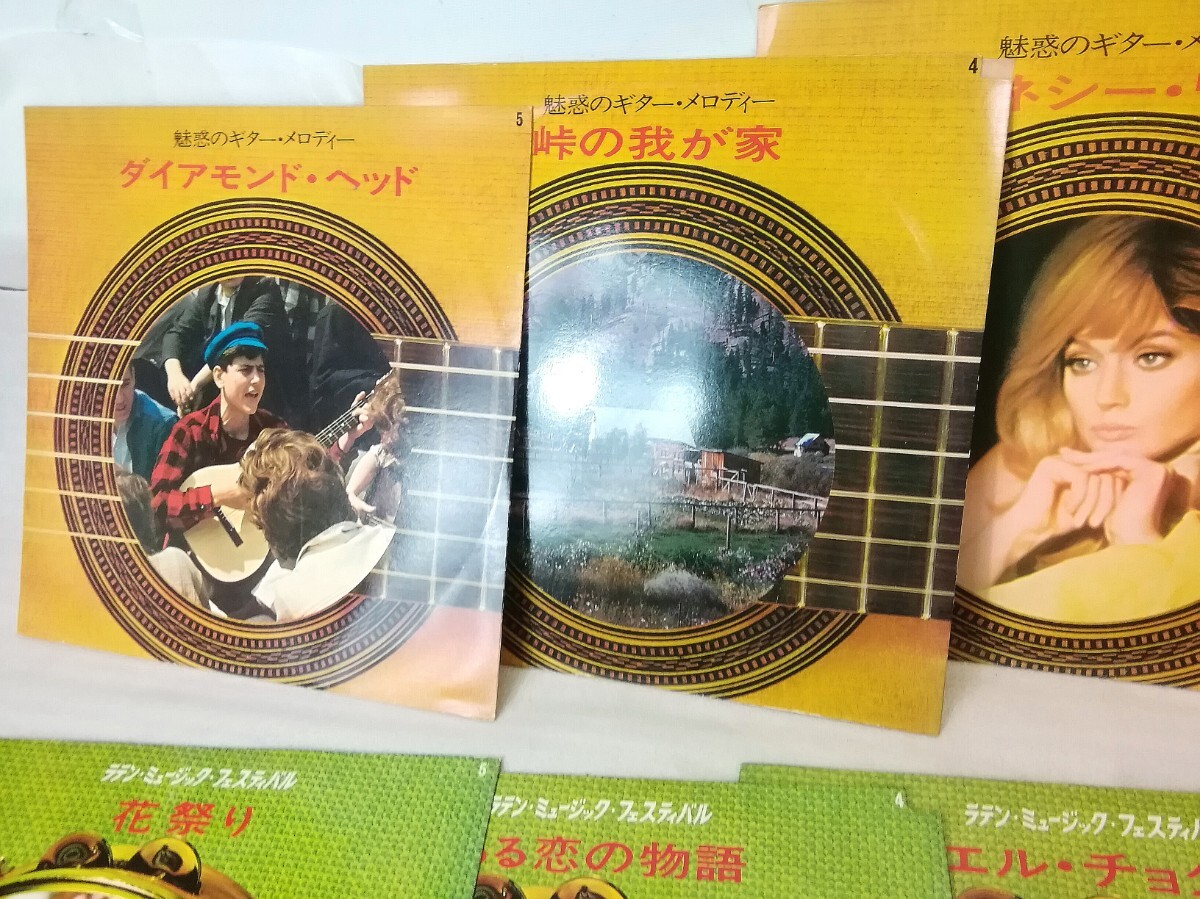 魅惑のギター・メロディー 5
ダイアモンド・ヘッド
魅惑のギター・メロディー 4
峠の我が家
魅惑のギター・メ
ネシー・
ラテン・ミュージック・フェスティバル 5
花祭り
ラテン・ミュージック・フェスティバル 4
る恋の物語
ラテン・ミュージック・フェスティバ
エル・チョク